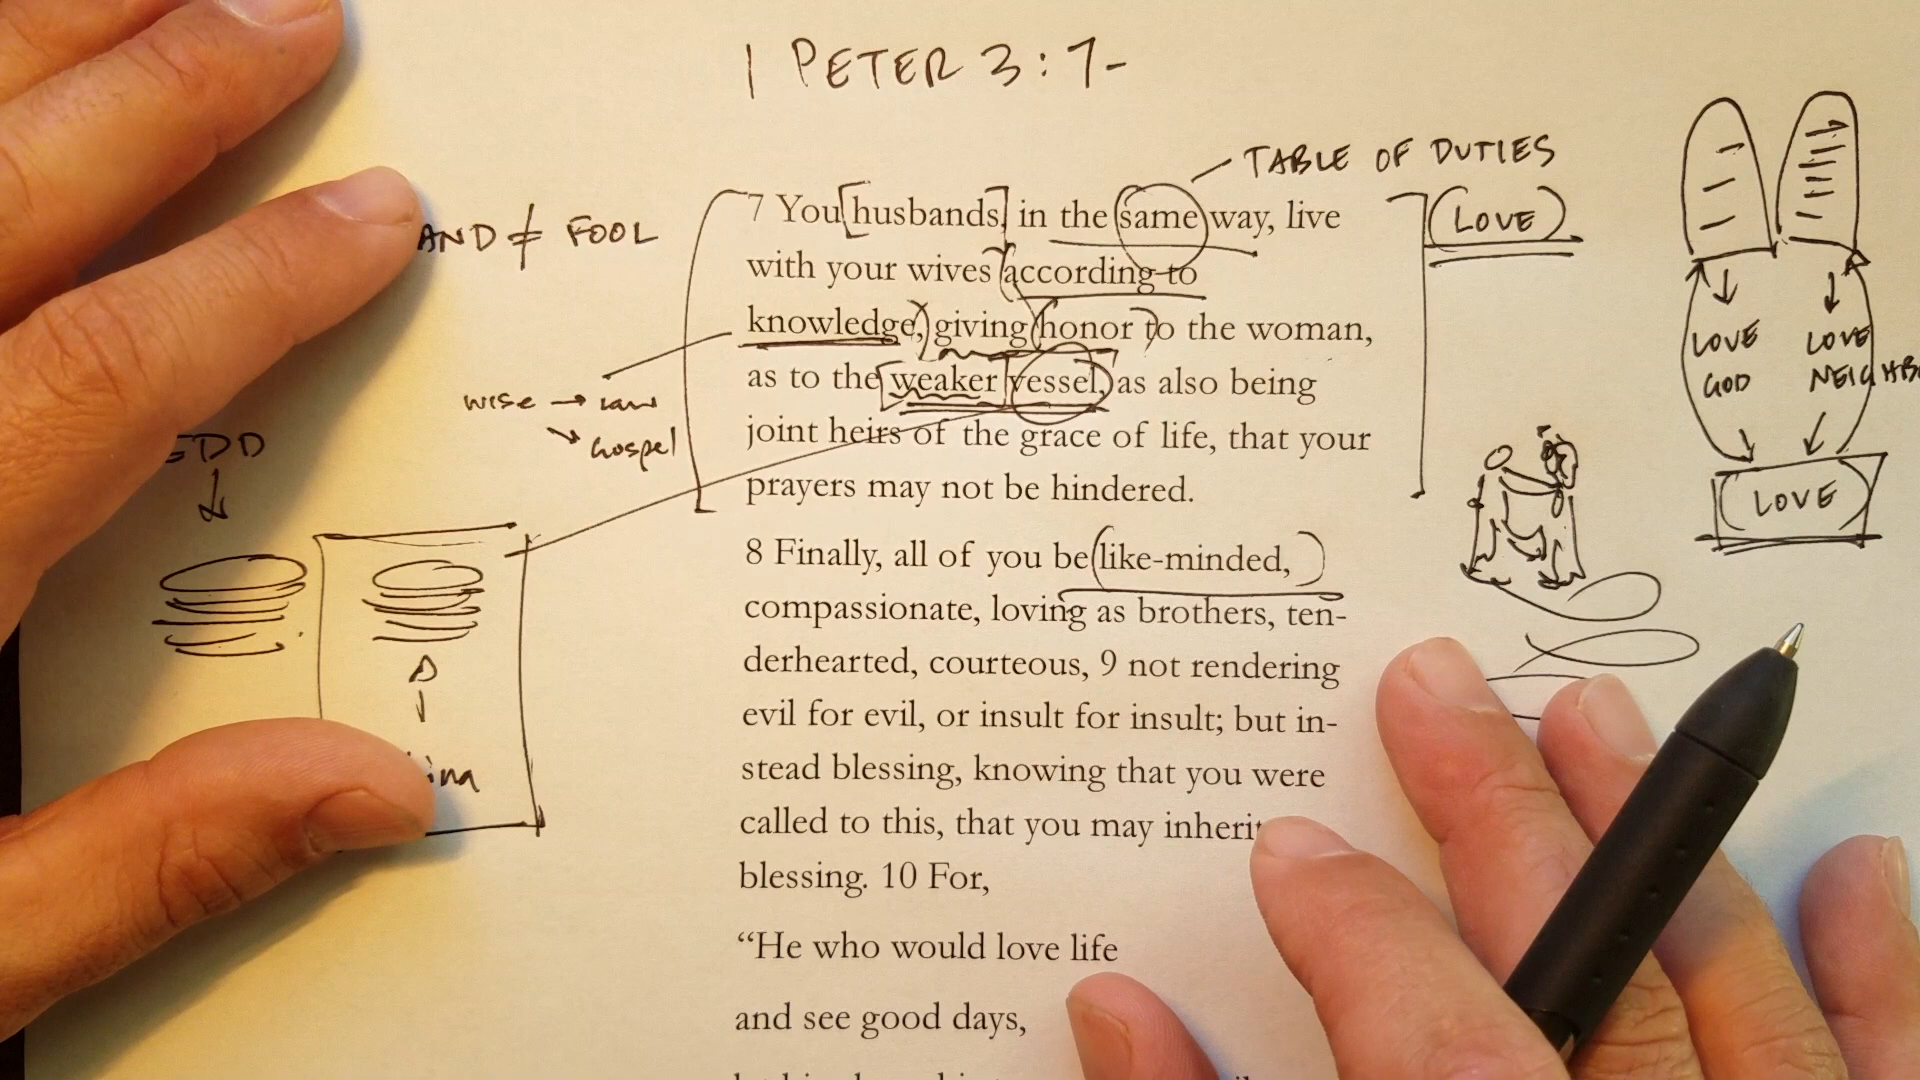 1 PETER 3:7-
TABLE OF DUTIES
AND ≠ FOOL
7 You husbands, in the same way, live
with your wives according to
knowledge, giving honor to the woman,
as to the weaker vessel, as also being
joint heirs of the grace of life, that your
prayers may not be hindered.
(LOVE)
wise → law
→ Gospel
LOVE GOD
LOVE
LOVE
8 Finally, all of you be like-minded,
compassionate, loving as brothers, ten-
derhearted, courteous, 9 not rendering
evil for evil, or insult for insult; but in-
stead blessing, knowing that you were
called to this, that you may inherit
blessing. 10 For,
“He who would love life
and see good days,